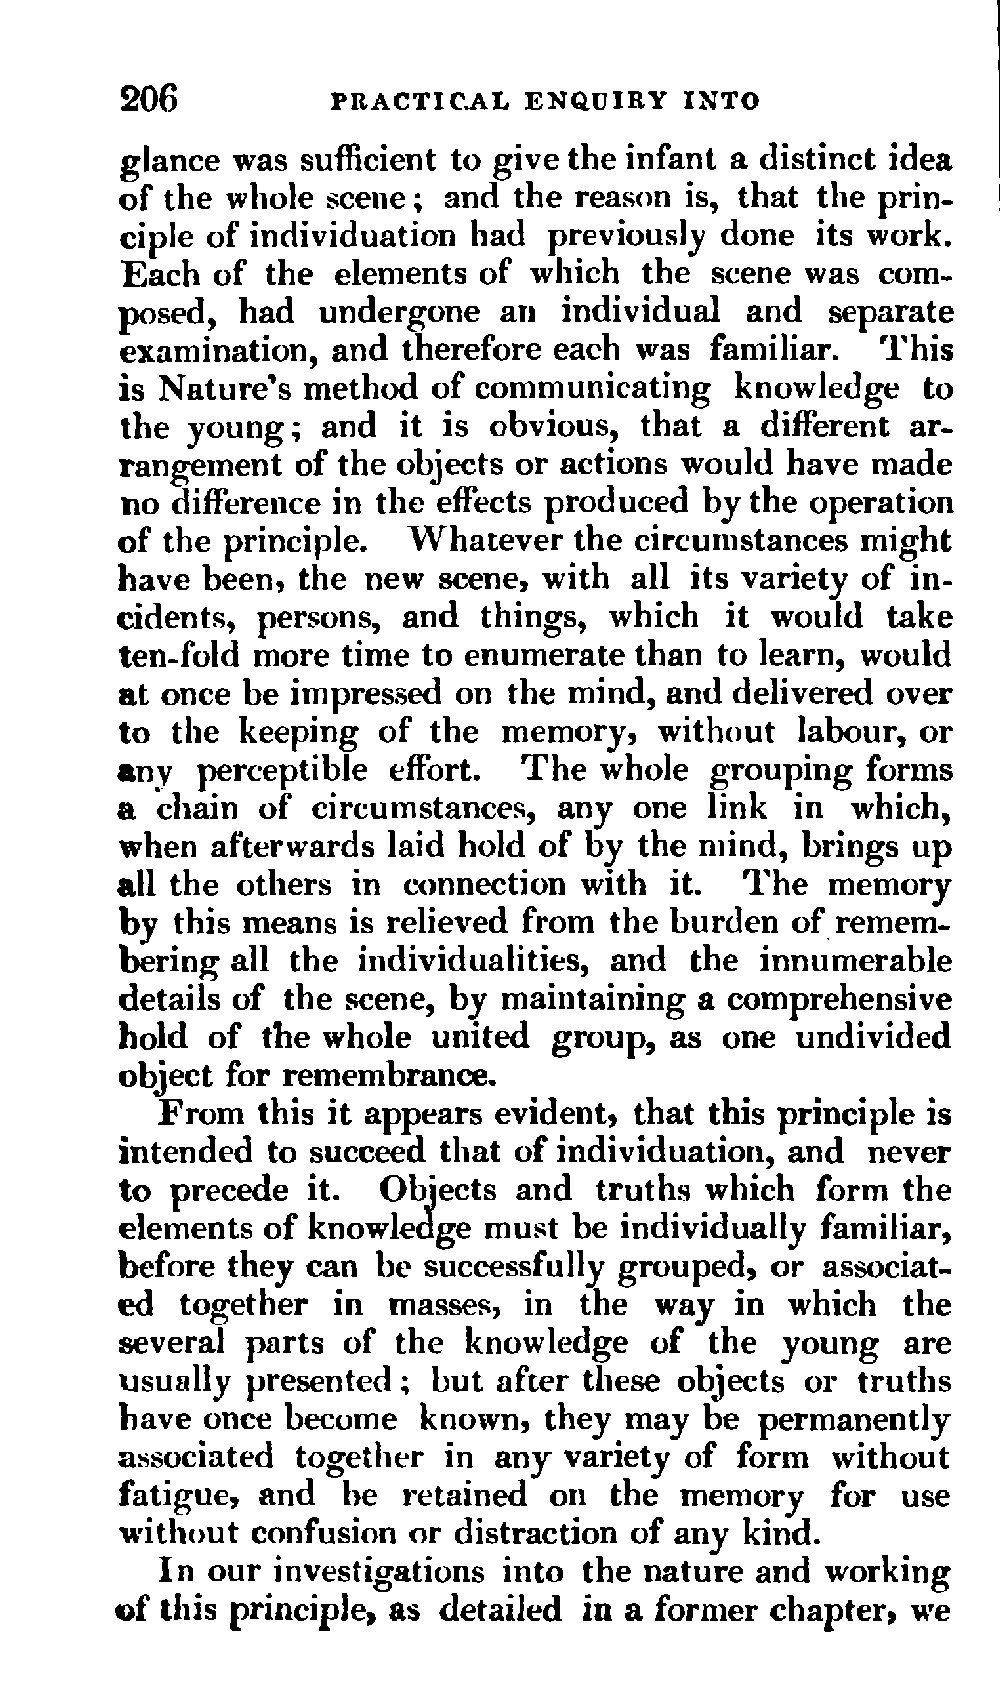 206 PRACTICAL ENQUIRY INTO
glance was sufficient to give the infant a distinct idea
of the whole scene; and the reason is, that the prin-
ciple of individuation had previously done its work.
Each of the elements of which the scene was com-
posed, had undergone an individual and separate
examination, and therefore each was familiar. This
is Nature's method of communicating knowledge to
the young; and it is obvious, that a different ar-
rangement of the objects or actions would have made
no difference in the effects produced by the operation
of the principle. Whatever the circumstances might
have been, the new scene, with all its variety of in-
cidents, persons, and things, which it would take
ten-fold more time to enumerate than to learn, would
at once be impressed on the mind, and delivered over
to the keeping of the memory, without labour, or
any perceptible effort. The whole grouping forms
a chain of circumstances, any one link in which,
when afterwards laid hold of by the mind, brings up
all the others in connection with it. The memory
by this means is relieved from the burden of remem-
bering all the individualities, and the innumerable
details of the scene, by maintaining a comprehensive
hold of the whole united group, as one undivided
object for remembrance.
From this it appears evident, that this principle is
intended to succeed that of individuation, and never
to precede it. Objects and truths which form the
elements of knowledge must be individually familiar,
before they can be successfully grouped, or associat-
ed together in masses, in the way in which the
several parts of the knowledge of the young are
usually presented; but after these objects or truths
have once become known, they may be permanently
associated together in any variety of form without
fatigue, and be retained on the memory for use
without confusion or distraction of any kind.
In our investigations into the nature and working
of this principle, as detailed in a former chapter, we